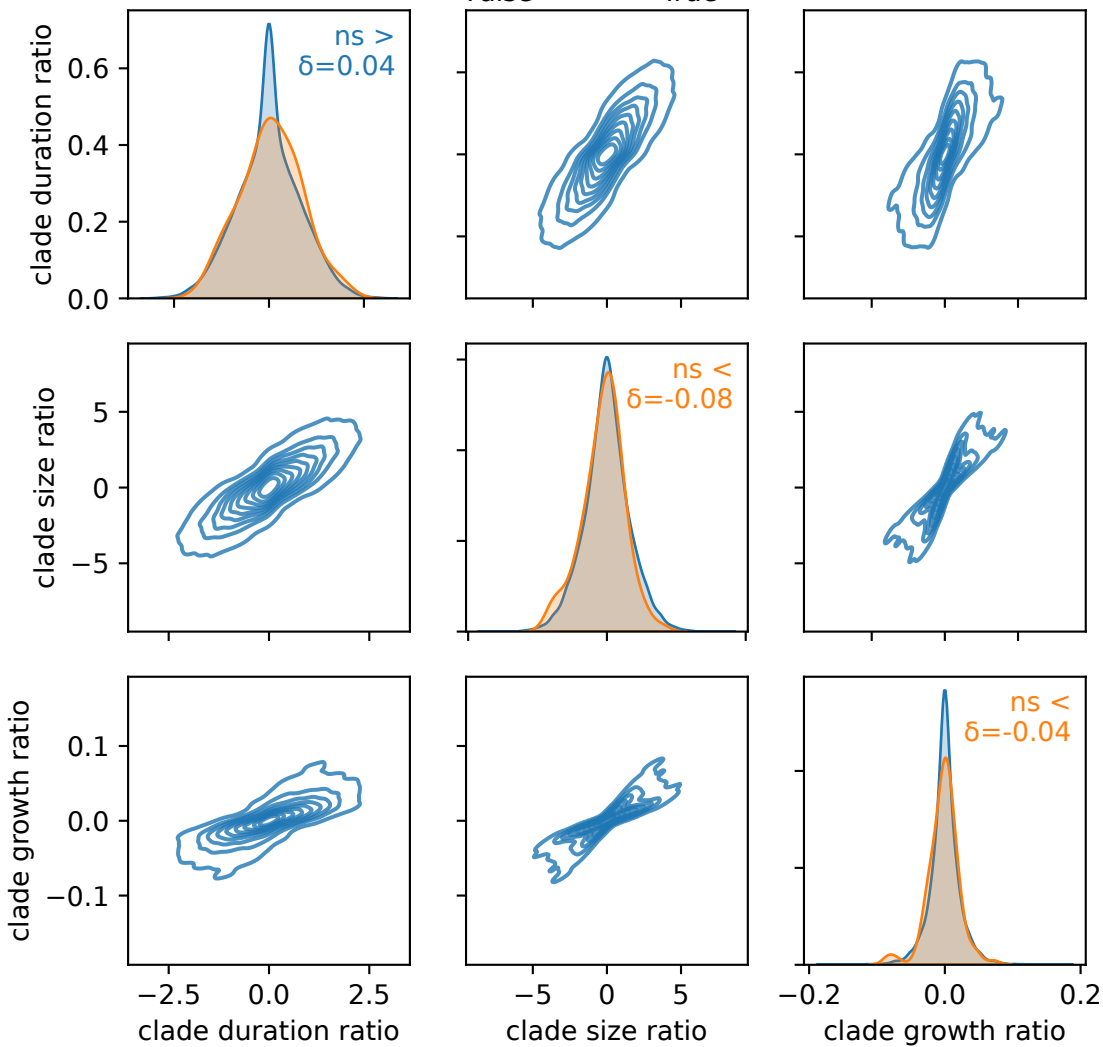 clade duration ratio
0.6
0.4
0.2
0.0
ns >
δ=0.04
clade size ratio
5
0
−5
ns <
δ=-0.08
clade growth ratio
0.1
0.0
−0.1
ns <
δ=-0.04
−2.5 0.0 2.5
−5 0 5
−0.2 0.0 0.2
clade duration ratio
clade size ratio
clade growth ratio